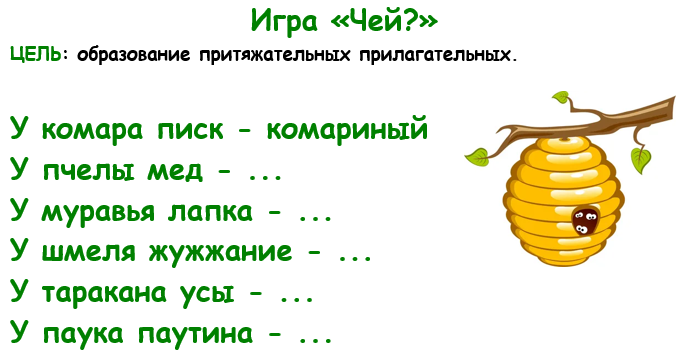 Игра «Чей?»
ЦЕЛЬ: образование притяжательных прилагательных.
У комара писк - комариный
У пчелы мед - ...
У муравья лапка - ...
У шмеля жужжание - ...
У таракана усы - ...
У паука паутина - ...